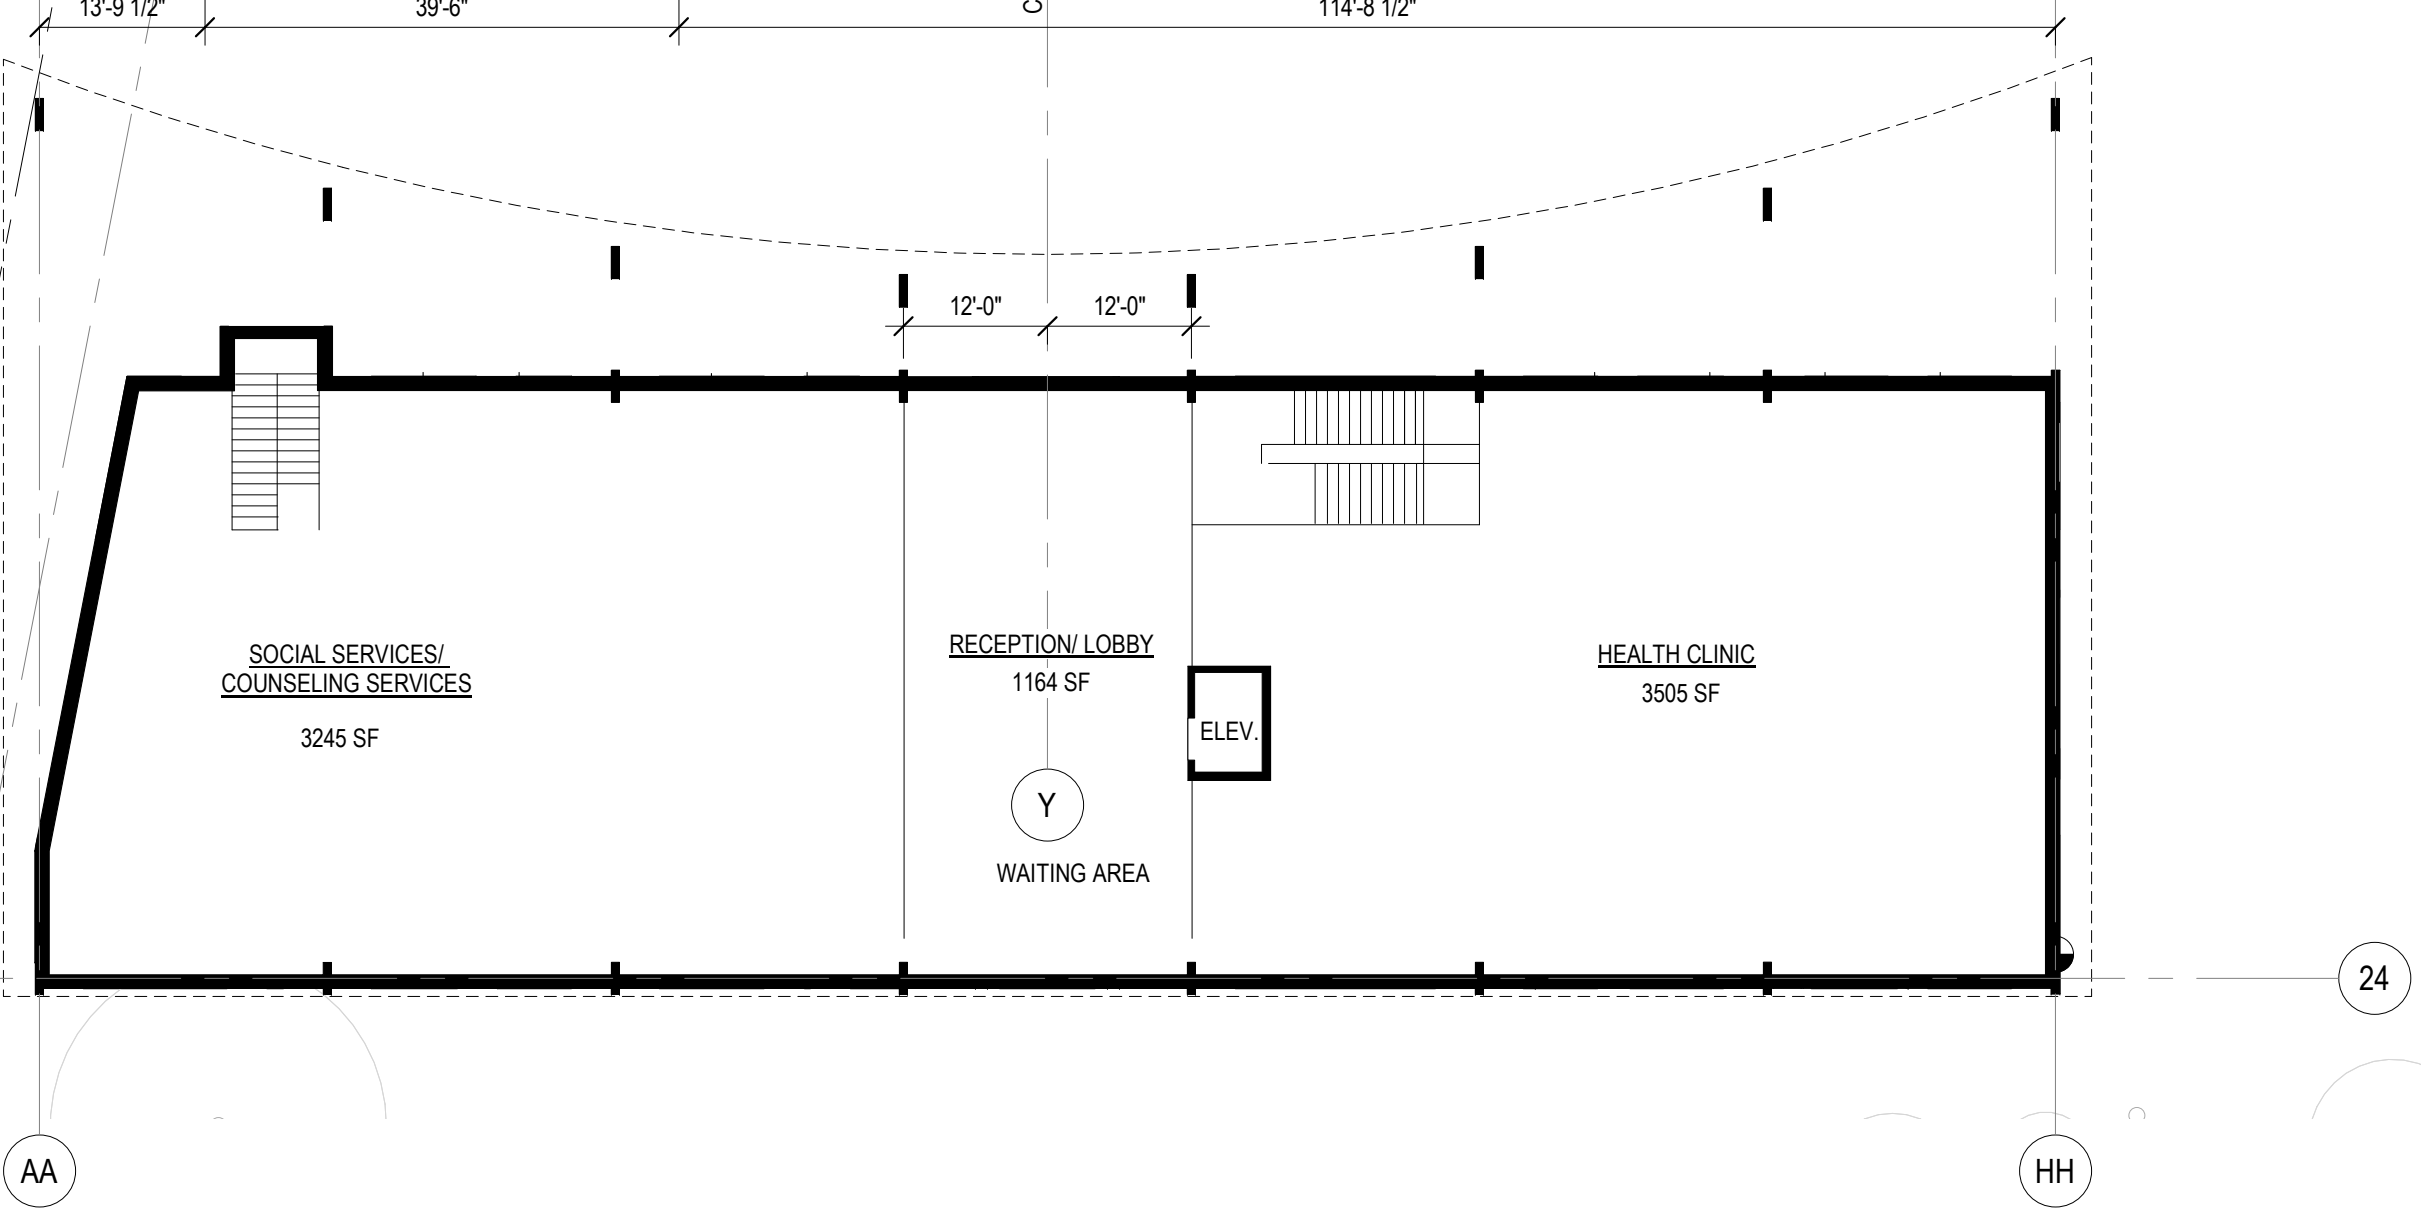 13'-9 1/2"
39'-6"
114'-8 1/2"
12'-0"
12'-0"
SOCIAL SERVICES/
COUNSELING SERVICES
3245 SF
RECEPTION/ LOBBY
1164 SF
HEALTH CLINIC
3505 SF
ELEV.
Y
WAITING AREA
24
AA
HH